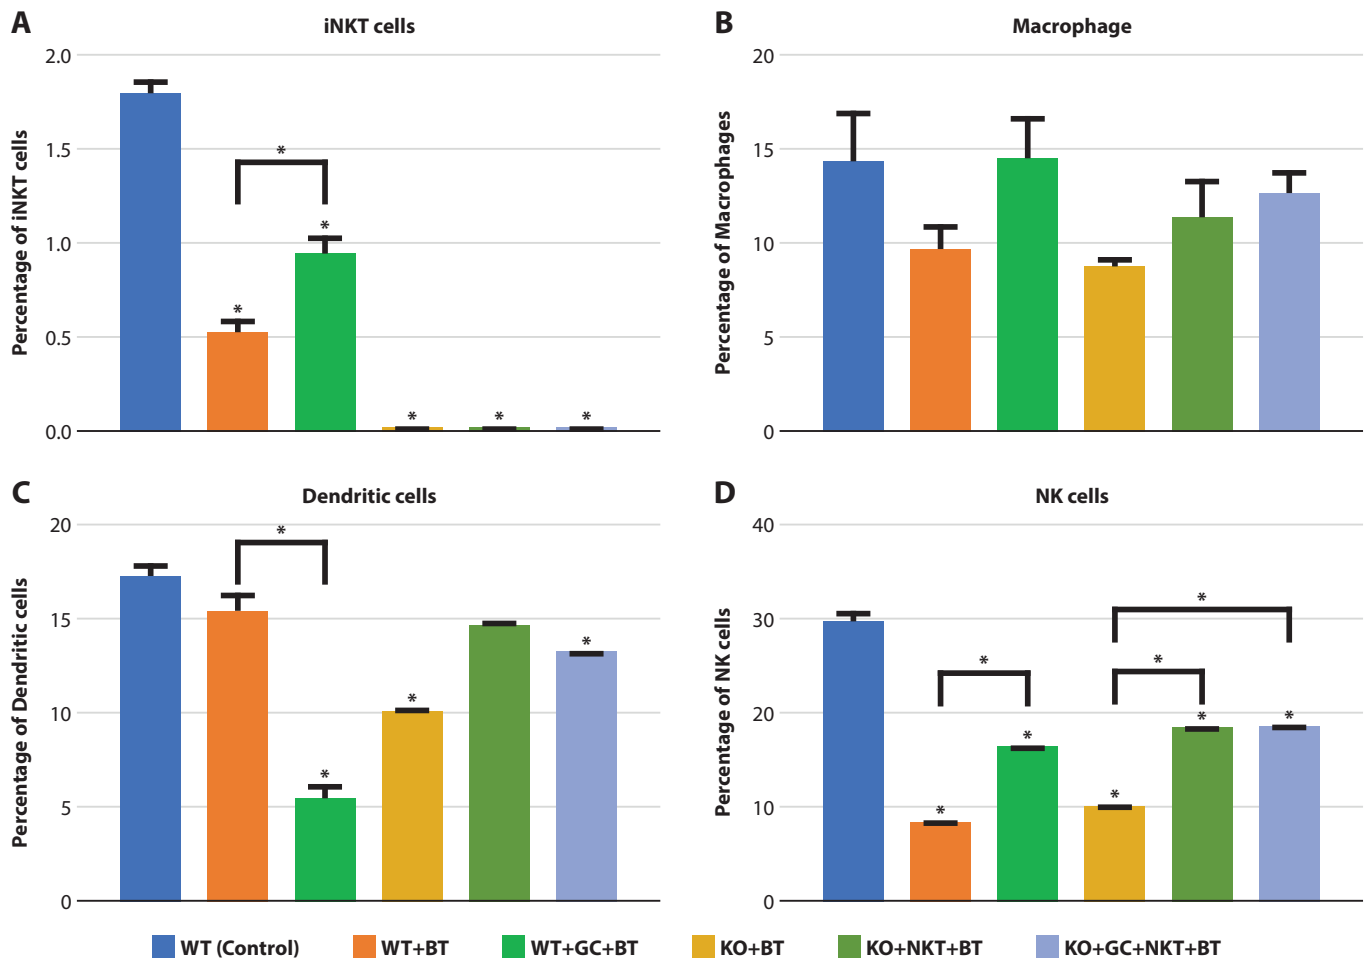 A
iNKT cells
Percentage of iNKT cells
2.0
1.5
1.0
0.5
0.0
*
*
*
* * *
B
Macrophage
Percentage of Macrophages
20
15
10
5
0
C
Dendritic cells
Percentage of Dendritic cells
20
15
10
5
0
*
*
*
*
D
NK cells
Percentage of NK cells
40
30
20
10
0
*
*
*
*
*
*
*
*
WT (Control) WT+BT WT+GC+BT KO+BT KO+NKT+BT KO+GC+NKT+BT